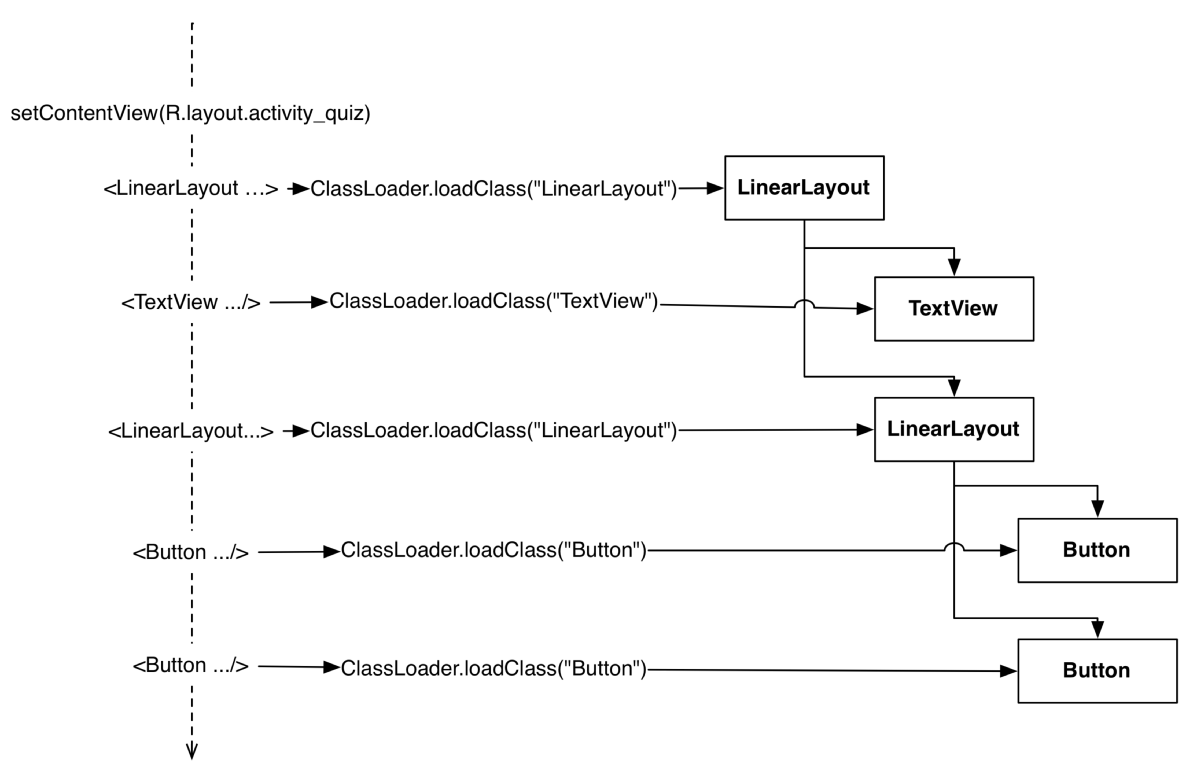 setContentView(R.layout.activity_quiz)
<LinearLayout ...> ClassLoader.loadClass("LinearLayout") LinearLayout
<TextView .../> ClassLoader.loadClass("TextView") TextView
<LinearLayout...> ClassLoader.loadClass("LinearLayout") LinearLayout
<Button .../> ClassLoader.loadClass("Button") Button
<Button .../> ClassLoader.loadClass("Button") Button